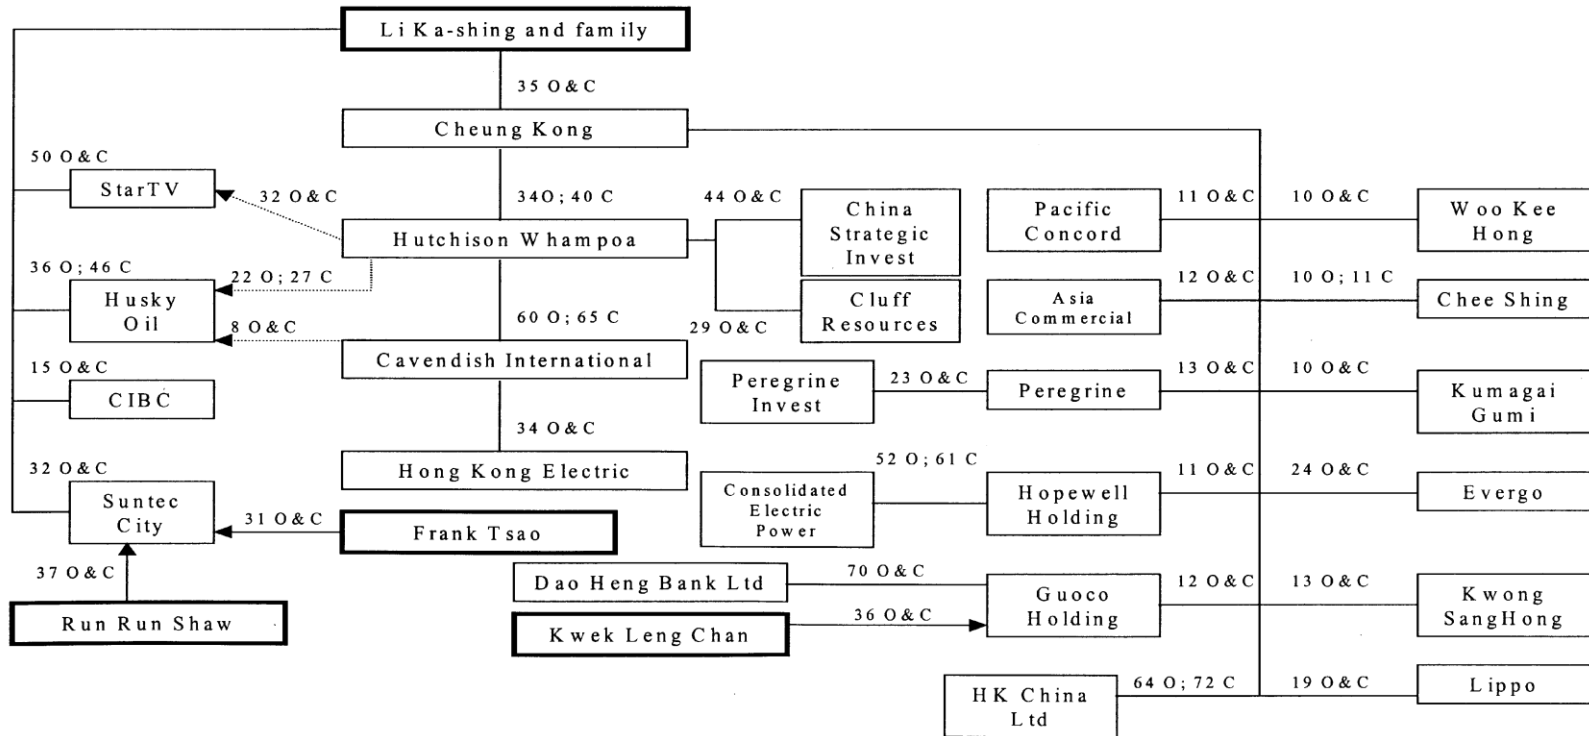 Li Ka-shing and family
35 O&C
Cheung Kong
50 O&C
StarTV
32 O&C
34O; 40 C
44 O&C
China
Strategic
Invest
Pacific
Concord
11 O&C
10 O&C
Woo Kee
Hong
Hutchison Whampoa
36 O; 46 C
22 O; 27 C
Husky
Oil
8 O&C
60 O; 65 C
29 O&C
Cluff
Resources
Asia
Commercial
12 O&C
10 O; 11 C
Chee Shing
Cavendish International
15 O&C
CIBC
Peregrine
Invest
23 O&C
Peregrine
13 O&C
10 O&C
Kumagai
Gumi
34 O&C
Hong Kong Electric
32 O&C
Suntec
City
31 O&C
Frank Tsao
52 O; 61 C
Consolidated
Electric
Power
Hopewell
Holding
11 O&C
24 O&C
Evergo
37 O&C
Run Run Shaw
Dao Heng Bank Ltd
70 O&C
Kwek Leng Chan
36 O&C
Guoco
Holding
12 O&C
13 O&C
Kwong
SangHong
HK China
Ltd
64 O; 72 C
19 O&C
Lippo